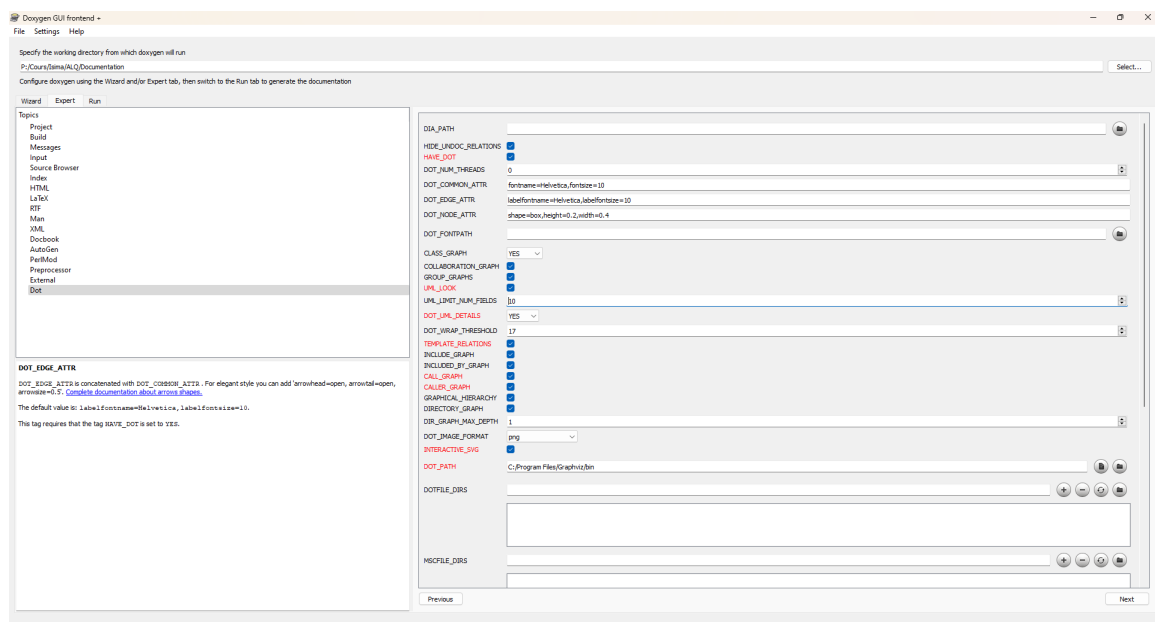 Doxygen GUI frontend +
File Settings Help
Specify the working directory from which doxygen will run
P:/Cours/Isima/ALQ/Documentation
Select...
Configure doxygen using the Wizard and/or Expert tab, then switch to the Run tab to generate the documentation
Wizard Expert Run
Topics
Project
Build
Messages
Input
Source Browser
Index
HTML
LaTeX
RTF
Man
XML
Docbook
AutoGen
PerlMod
Preprocessor
External
Dot
DOT_EDGE_ATTR
DOT_EDGE_ATTR is concatenated with DOT_COMMON_ATTR. For elegant style you can add 'arrowhead=open, arrowtail=open,
arrowsize=0.5'. Complete documentation about arrows shapes.
The default value is: labelfontname=Helvetica,labelfontsize=10.
This tag requires that the tag HAVE_DOT is set to YES.
DIA_PATH
HIDE_UNDOC_RELATIONS
HAVE_DOT
DOT_NUM_THREADS 0
DOT_COMMON_ATTR fontname=Helvetica,fontsize=10
DOT_EDGE_ATTR labelfontname=Helvetica,labelfontsize=10
DOT_NODE_ATTR shape=box,height=0.2,width=0.4
DOT_FONTPATH
CLASS_GRAPH YES
COLLABORATION_GRAPH
GROUP_GRAPHS
UML_LOOK
UML_LIMIT_NUM_FIELDS 10
DOT_UML_DETAILS YES
DOT_WRAP_THRESHOLD 17
TEMPLATE_RELATIONS
INCLUDE_GRAPH
INCLUDED_BY_GRAPH
CALL_GRAPH
CALLER_GRAPH
GRAPHICAL_HIERARCHY
DIRECTORY_GRAPH
DIR_GRAPH_MAX_DEPTH 1
DOT_IMAGE_FORMAT png
INTERACTIVE_SVG
DOT_PATH C:/Program Files/Graphviz/bin
DOTFILE_DIRS
MSCFILE_DIRS
Previous
Next